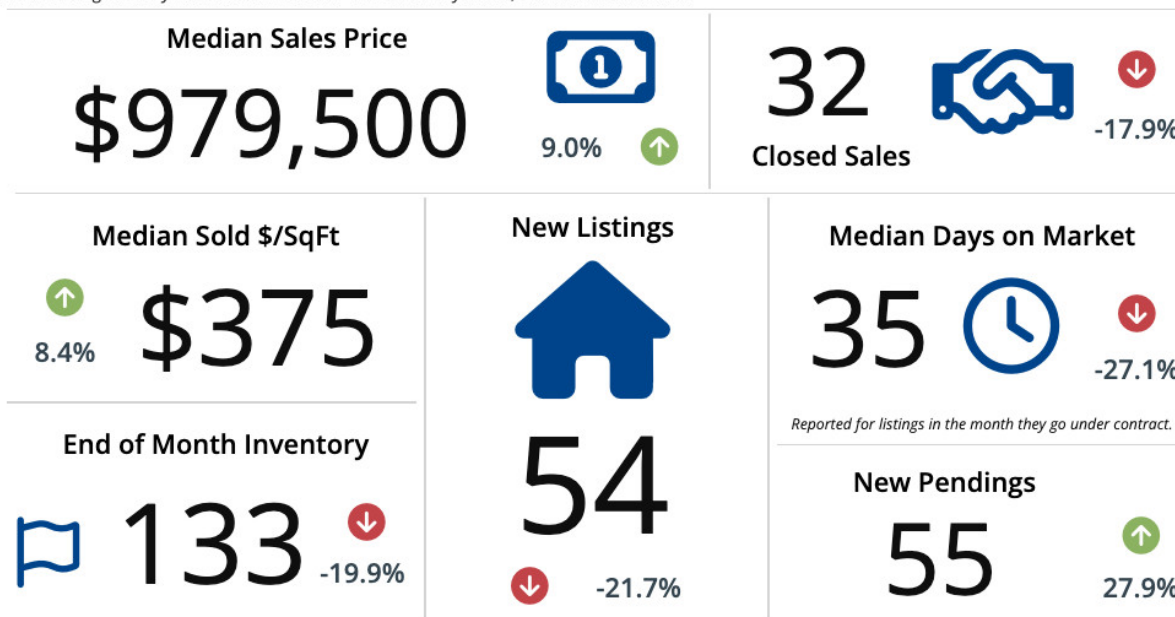 Median Sales Price
$979,500
1
9.0%
32
Closed Sales
-17.9%
Median Sold $/SqFt
$375
8.4%
New Listings
54
-21.7%
Median Days on Market
35
-27.1%
Reported for listings in the month they go under contract.
End of Month Inventory
133
-19.9%
New Pendings
55
27.9%